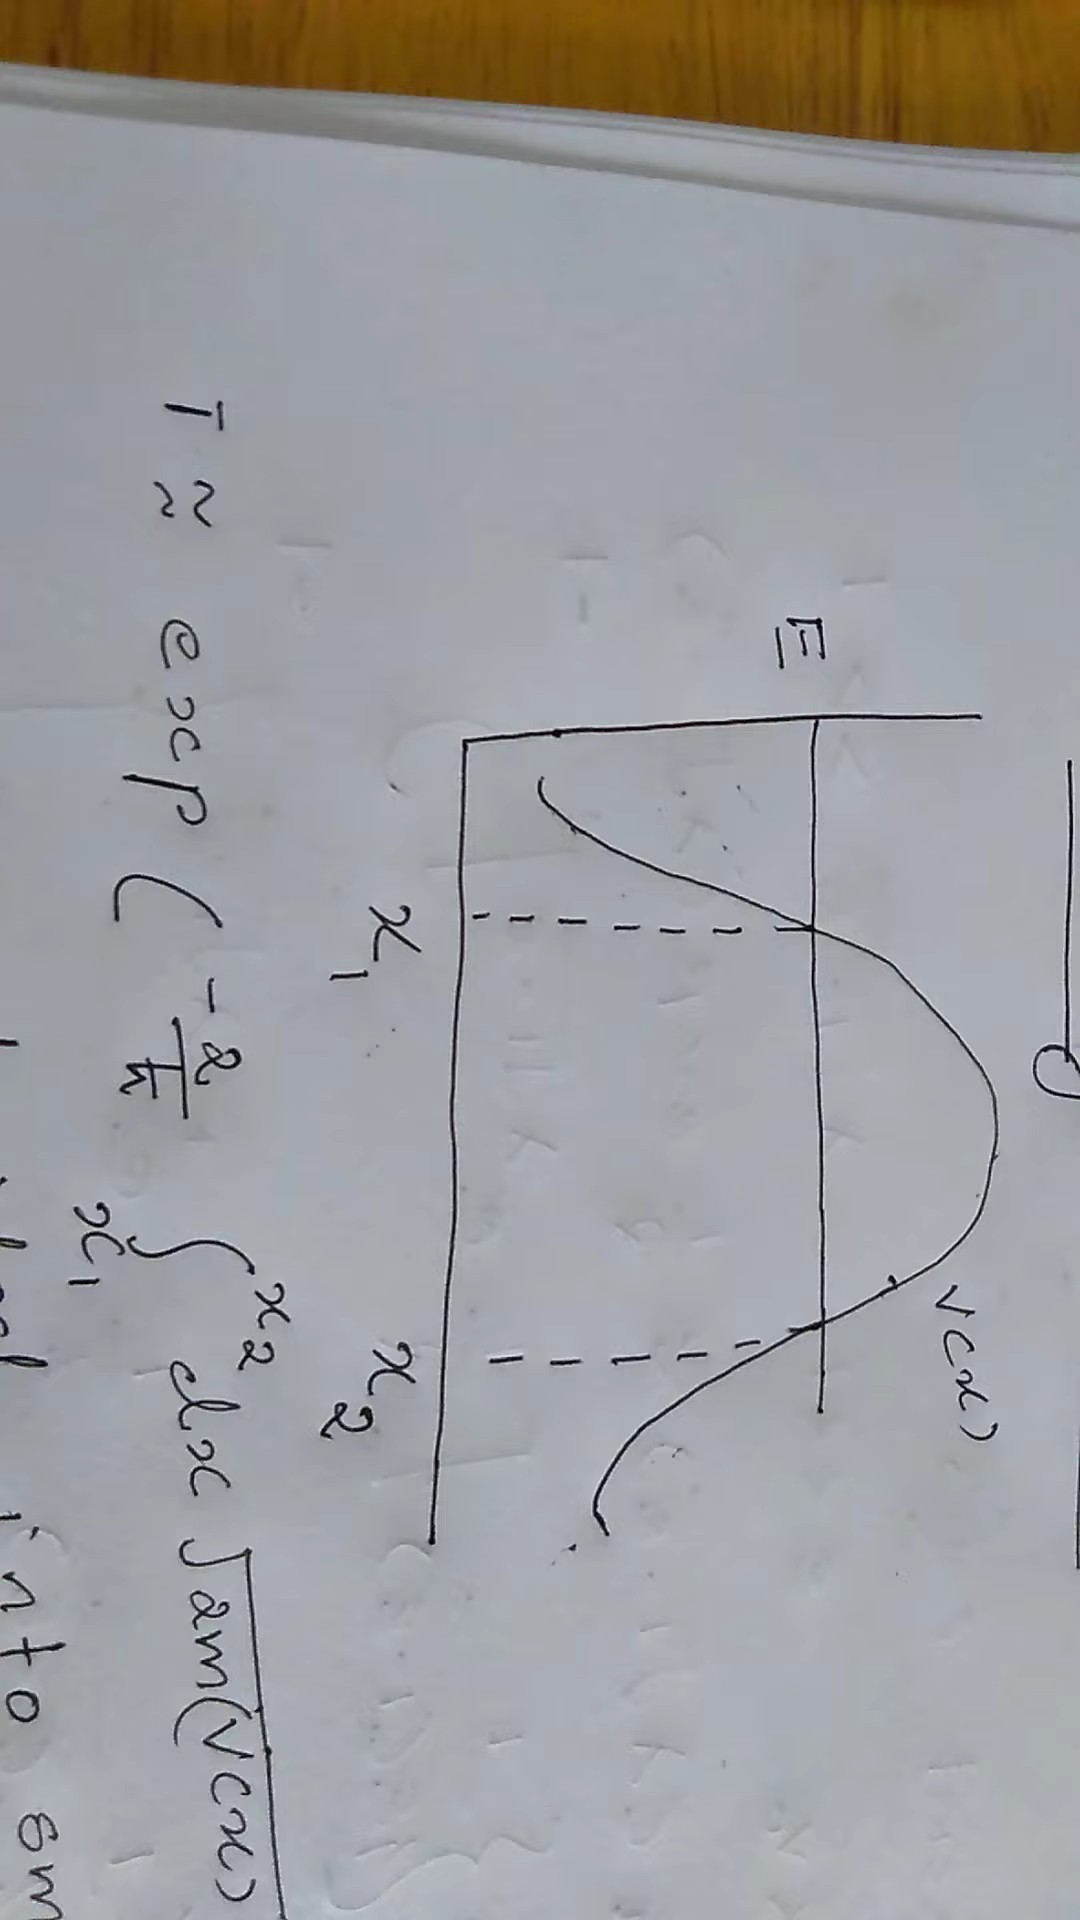 V(x)
E
x₁ x₂
T ≈ exp ( -2/ħ ∫x₁^x₂ dx √2m(V(x)
into